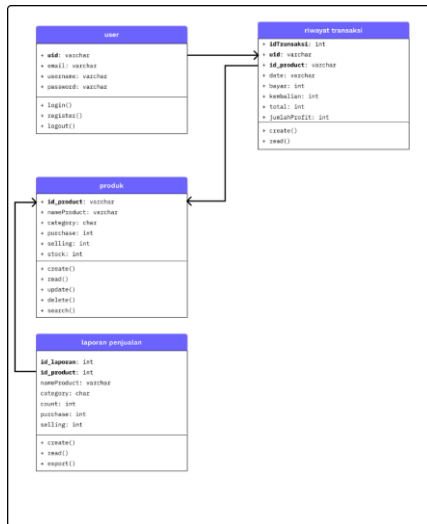 user
+ uid: varchar
+ email: varchar
+ username: varchar
+ password: varchar
+ login()
+ register()
+ logout()
riwayat transaksi
+ idTransaksi: int
+ uid: varchar
+ id_product: varchar
+ date: varchar
+ bayar: int
+ kembalian: int
+ total: int
+ jumlahProfit: int
+ create()
+ read()
produk
+ id_product: varchar
+ nameProduct: varchar
+ category: char
+ purchase: int
+ selling: int
+ stock: int
+ create()
+ read()
+ update()
+ delete()
+ search()
laporan penjualan
id_laporan: int
id_product: int
nameProduct: varchar
category: char
count: int
purchase: int
selling: int
+ create()
+ read()
+ export()